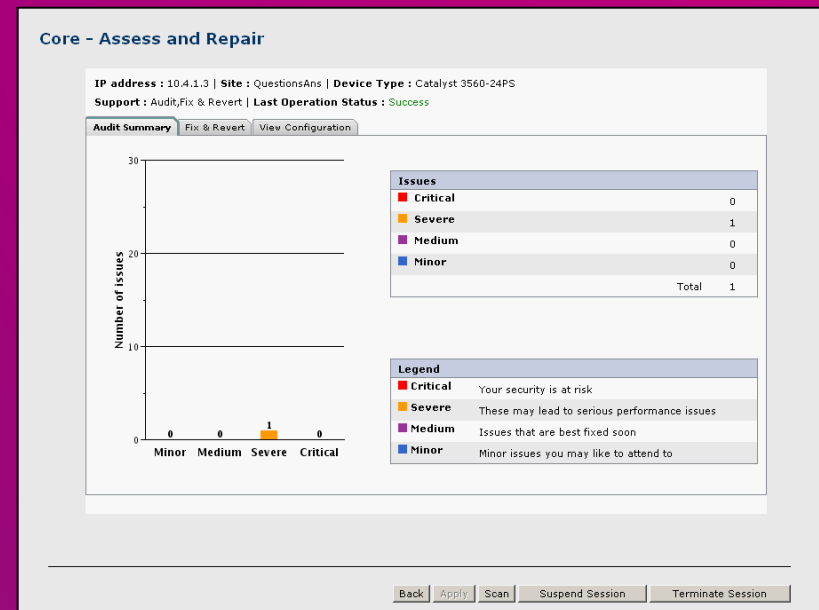 Core - Assess and Repair
IP address : 10.4.1.3 | Site : QuestionsAns | Device Type : Catalyst 3560-24PS
Support : Audit,Fix & Revert | Last Operation Status : Success
Audit Summary Fix & Revert View Configuration
Number of issues
30
20
10
0
0 0 1 0
Minor Medium Severe Critical
Issues
Critical 0
Severe 1
Medium 0
Minor 0
Total 1
Legend
Critical Your security is at risk
Severe These may lead to serious performance issues
Medium Issues that are best fixed soon
Minor Minor issues you may like to attend to
Back Apply Scan Suspend Session Terminate Session